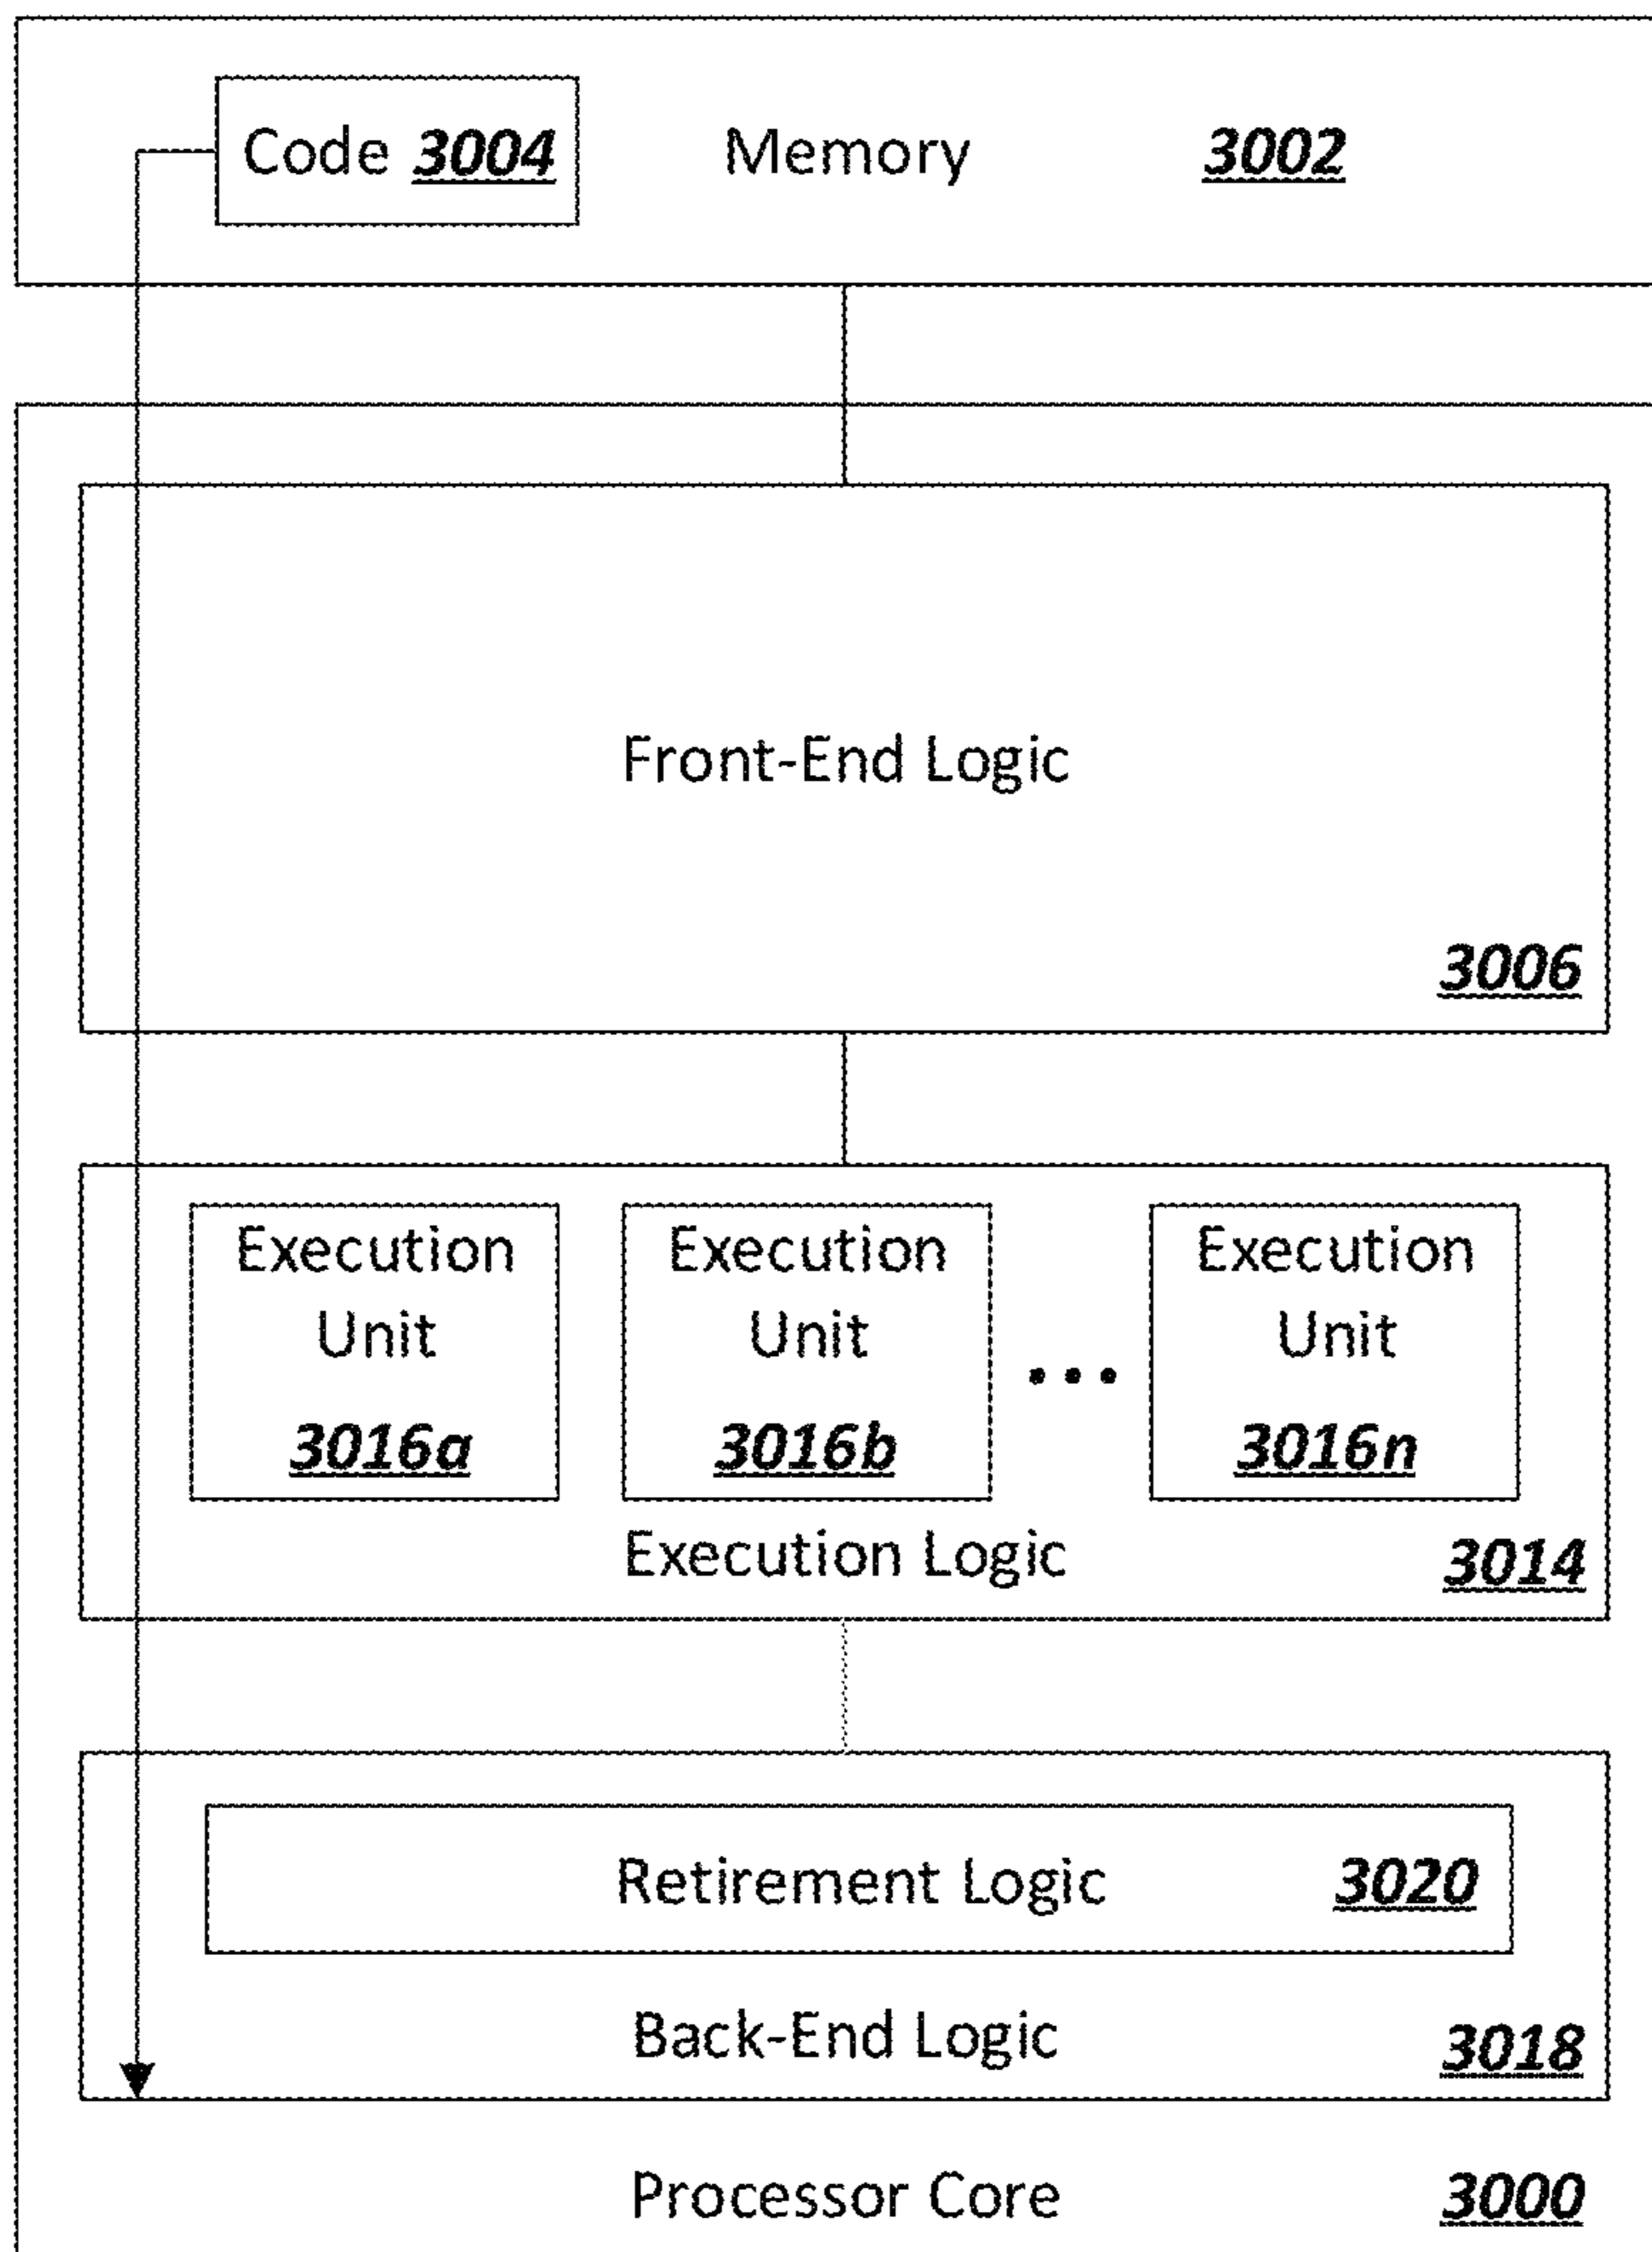 Code 3004 Memory 3002
Front-End Logic
3006
Execution Unit 3016a
Execution Unit 3016b
...
Execution Unit 3016n
Execution Logic 3014
Retirement Logic 3020
Back-End Logic 3018
Processor Core 3000